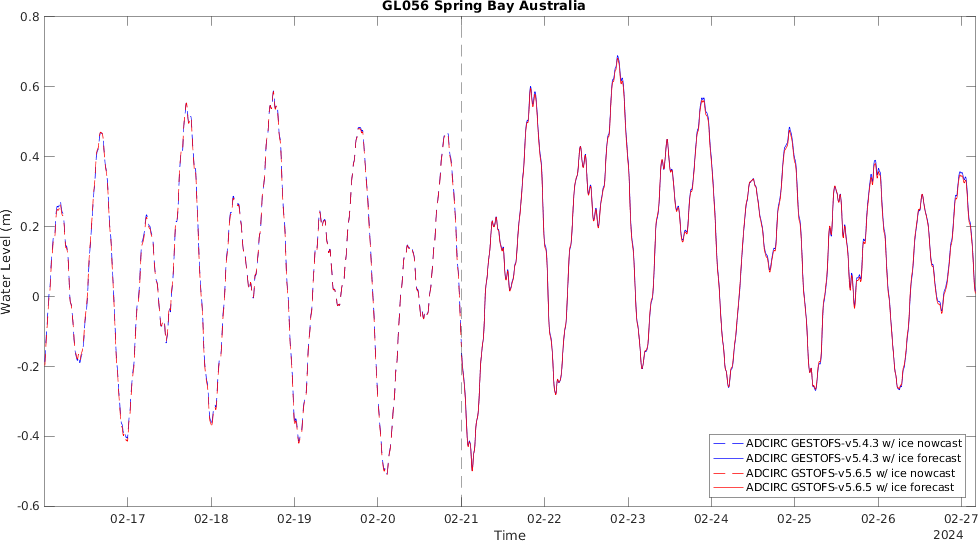 GL056 Spring Bay Australia
0.8
0.6
0.4
0.2
0
-0.2
-0.4
-0.6
Water Level (m)
ADCIRC GESTOFS-v5.4.3 w/ ice nowcast
ADCIRC GESTOFS-v5.4.3 w/ ice forecast
ADCIRC GSTOFS-v5.6.5 w/ ice nowcast
ADCIRC GSTOFS-v5.6.5 w/ ice forecast
02-17 02-18 02-19 02-20 02-21 02-22 02-23 02-24 02-25 02-26 02-27
Time 2024